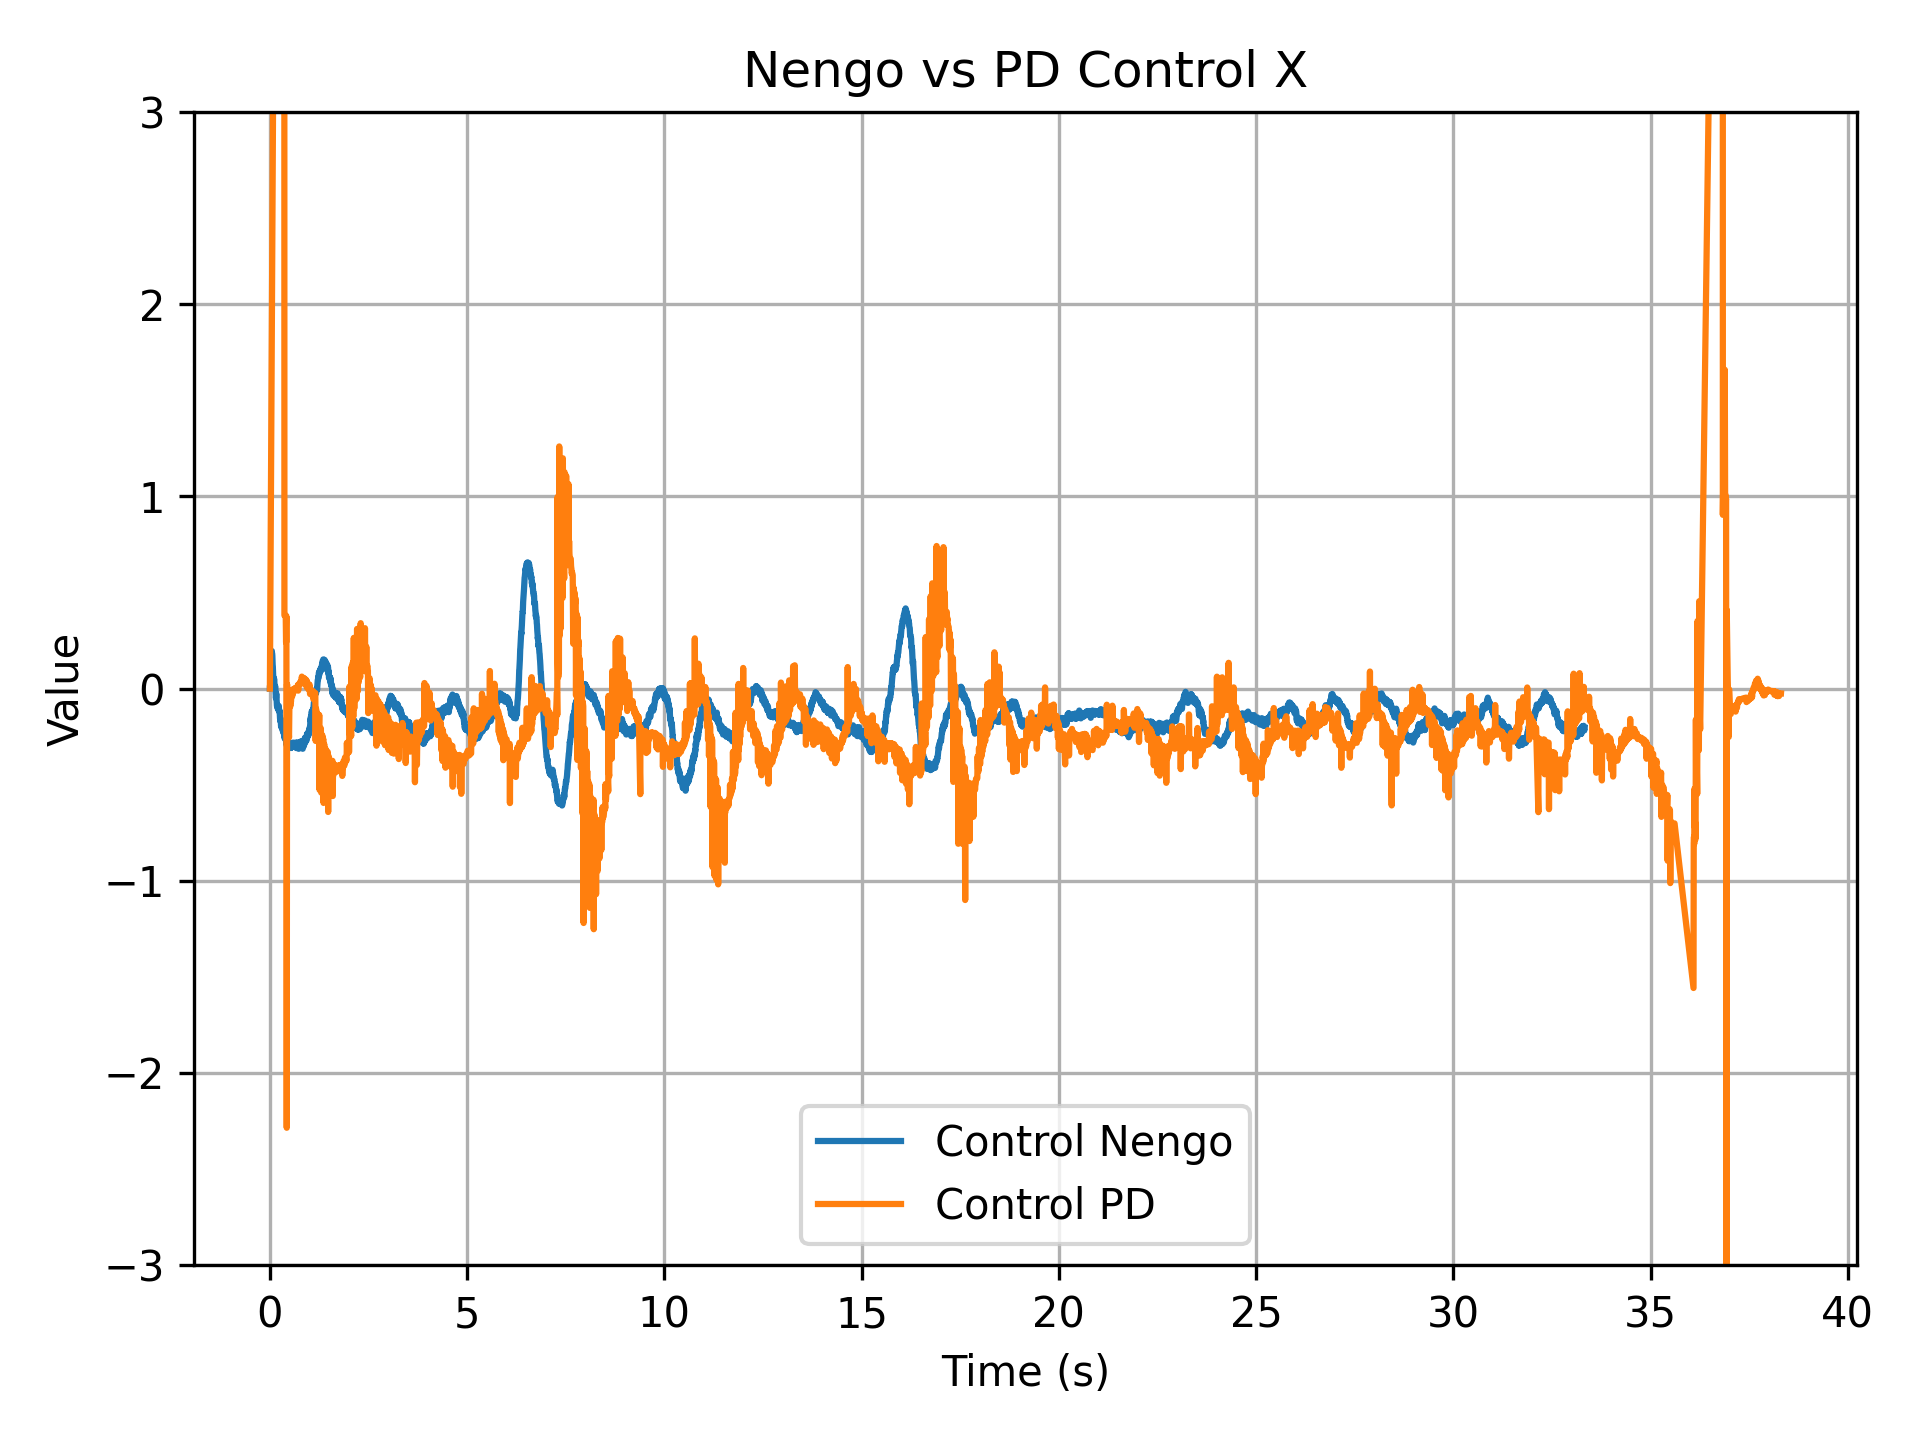 Nengo vs PD Control X
3
2
1
0
−1
−2
−3
Value
0 5 10 15 20 25 30 35 40
Time (s)
Control Nengo
Control PD